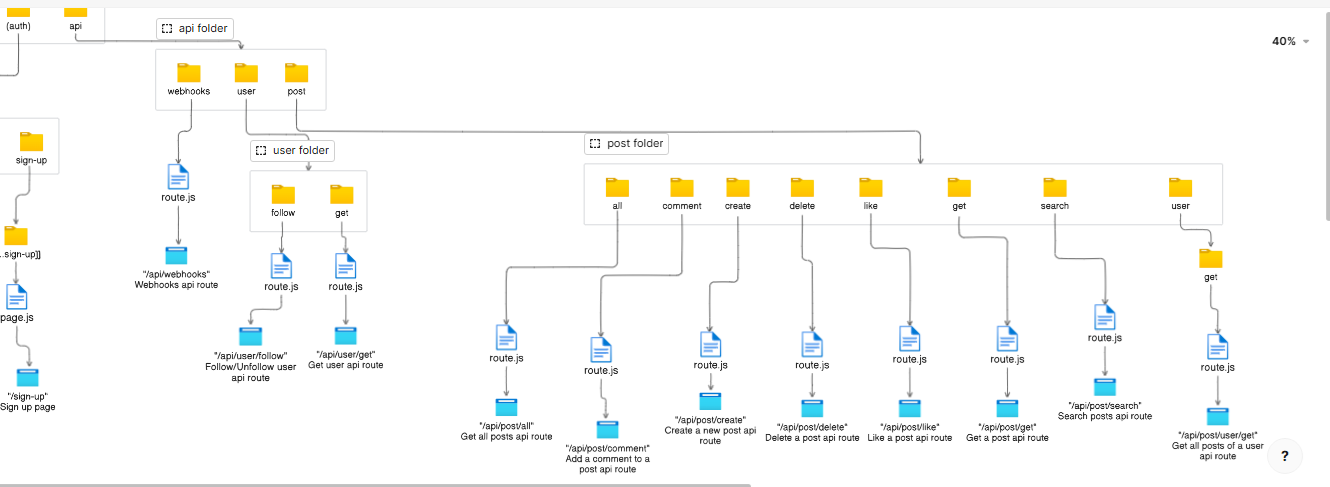 (auth)
api
api folder
40%
webhooks
user
post
sign-up
user folder
post folder
route.js
follow
get
all
comment
create
delete
like
get
search
user
..sign-up]]
"/api/webhooks"
Webhooks api route
route.js
route.js
get
page.js
"/api/user/follow"
Follow/Unfollow user
api route
"/api/user/get"
Get user api route
route.js
route.js
route.js
route.js
route.js
route.js
route.js
route.js
"/sign-up"
Sign up page
"/api/post/all"
Get all posts api route
"/api/post/comment"
Add a comment to a
post api route
"/api/post/create"
Create a new post api
route
"/api/post/delete"
Delete a post api route
"/api/post/like"
Like a post api route
"/api/post/get"
Get a post api route
"/api/post/search"
Search posts api route
"/api/post/user/get"
Get all posts of a user
api route
?